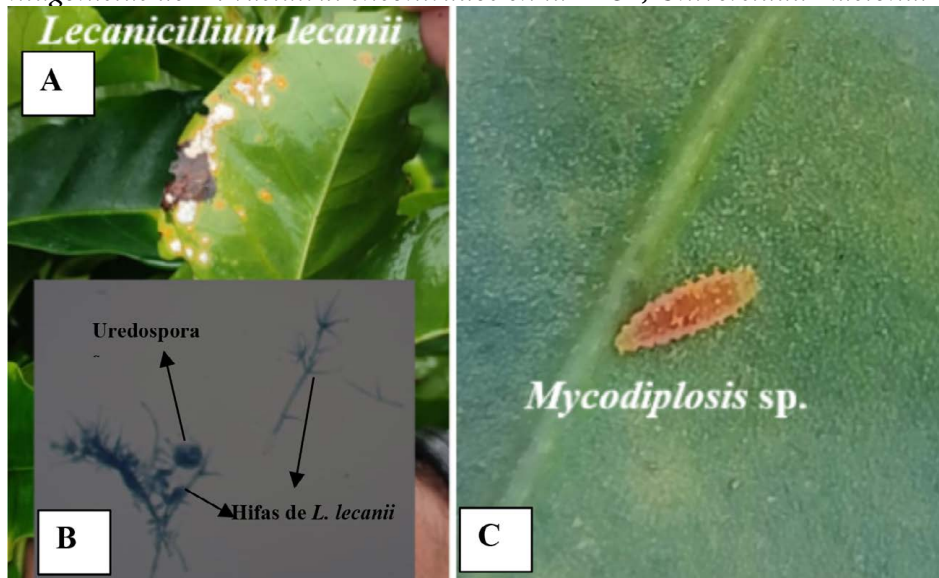 Lecanicillium lecanii
A
Uredospora
Hifas de L. lecanii
B
Mycodiplosis sp.
C